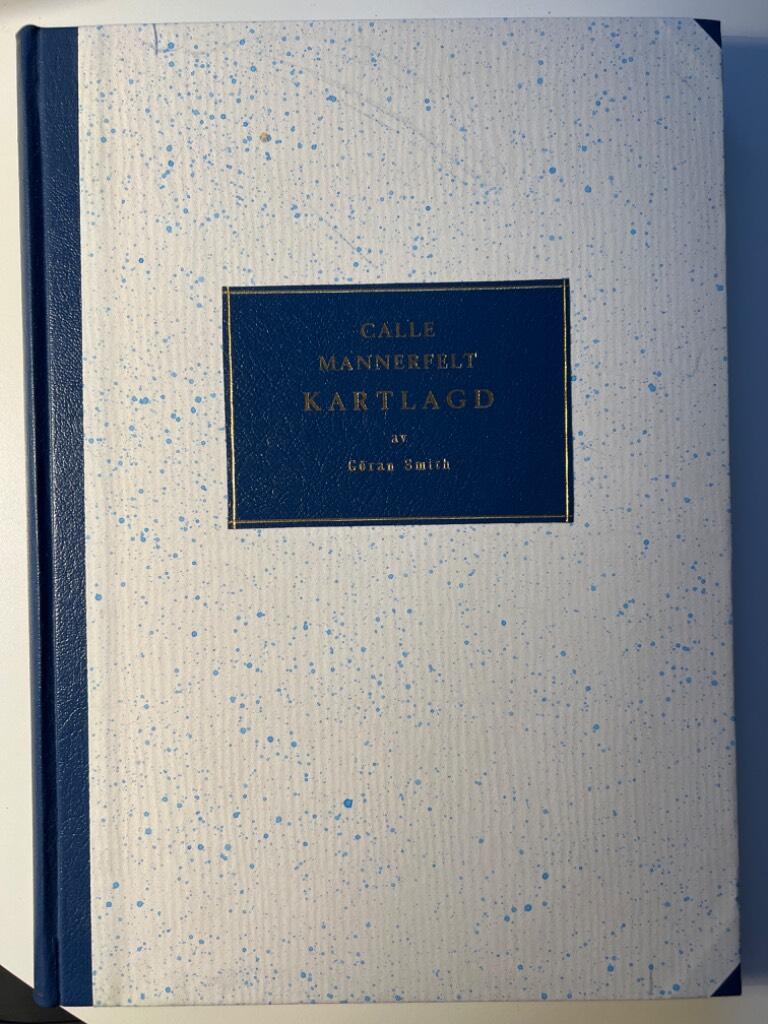 CALLE
MANNERFELT
KARTLAGD
av
Göran Smith